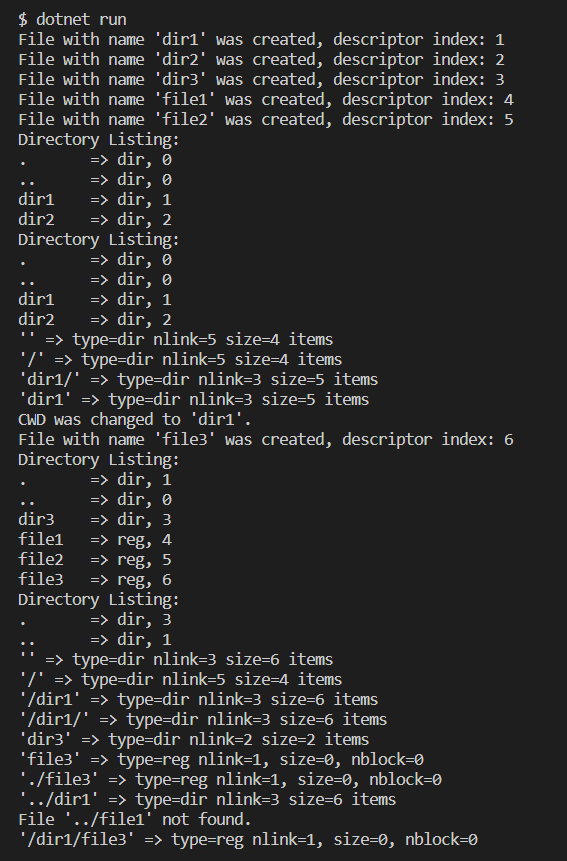 $ dotnet run
File with name 'dir1' was created, descriptor index: 1
File with name 'dir2' was created, descriptor index: 2
File with name 'dir3' was created, descriptor index: 3
File with name 'file1' was created, descriptor index: 4
File with name 'file2' was created, descriptor index: 5
Directory Listing:
.       => dir, 0
..      => dir, 0
dir1    => dir, 1
dir2    => dir, 2
Directory Listing:
.       => dir, 0
..      => dir, 0
dir1    => dir, 1
dir2    => dir, 2
'' => type=dir nlink=5 size=4 items
'/' => type=dir nlink=5 size=4 items
'dir1/' => type=dir nlink=3 size=5 items
'dir1' => type=dir nlink=3 size=5 items
CWD was changed to 'dir1'.
File with name 'file3' was created, descriptor index: 6
Directory Listing:
.       => dir, 1
..      => dir, 0
dir3    => dir, 3
file1   => reg, 4
file2   => reg, 5
file3   => reg, 6
Directory Listing:
.       => dir, 3
..      => dir, 1
'' => type=dir nlink=3 size=6 items
'/' => type=dir nlink=5 size=4 items
'/dir1' => type=dir nlink=3 size=6 items
'/dir1/' => type=dir nlink=3 size=6 items
'dir3' => type=dir nlink=2 size=2 items
'file3' => type=reg nlink=1, size=0, nblock=0
'./file3' => type=reg nlink=1, size=0, nblock=0
'../dir1' => type=dir nlink=3 size=6 items
File '../file1' not found.
'/dir1/file3' => type=reg nlink=1, size=0, nblock=0